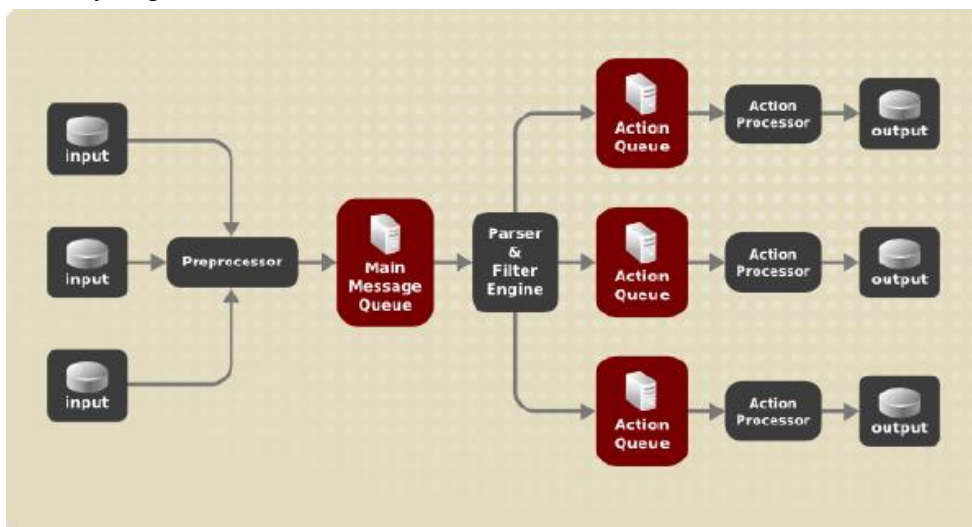 input
input
input
Preprocessor
Main
Message
Queue
Parser
&
Filter
Engine
Action
Queue
Action
Processor
output
Action
Queue
Action
Processor
output
Action
Queue
Action
Processor
output